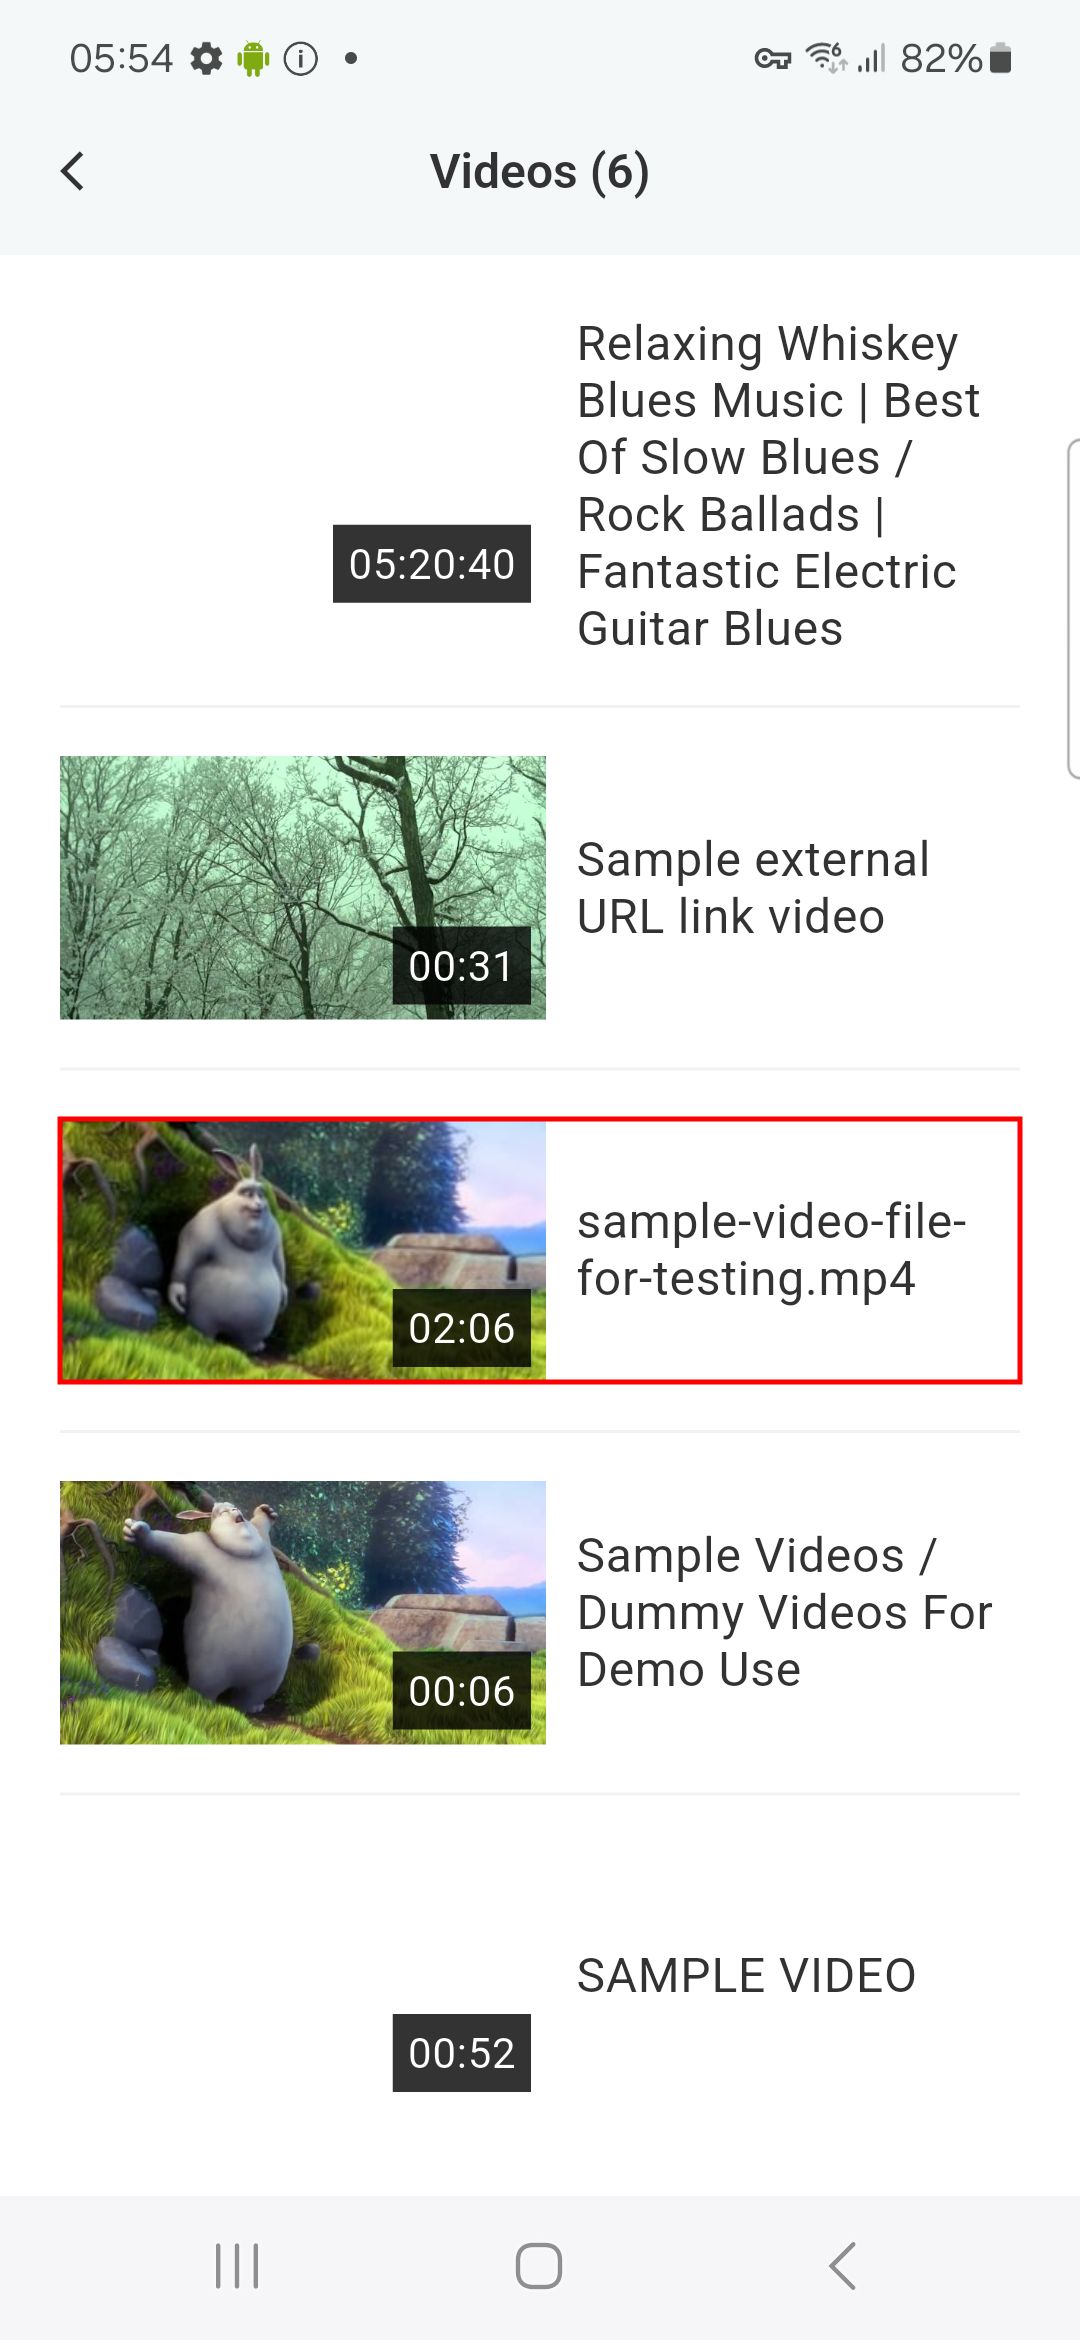 05:54
82%
Videos (6)
Relaxing Whiskey
Blues Music | Best
Of Slow Blues /
Rock Ballads |
Fantastic Electric
Guitar Blues
05:20:40
Sample external
URL link video
00:31
sample-video-file-
for-testing.mp4
02:06
Sample Videos /
Dummy Videos For
Demo Use
00:06
SAMPLE VIDEO
00:52